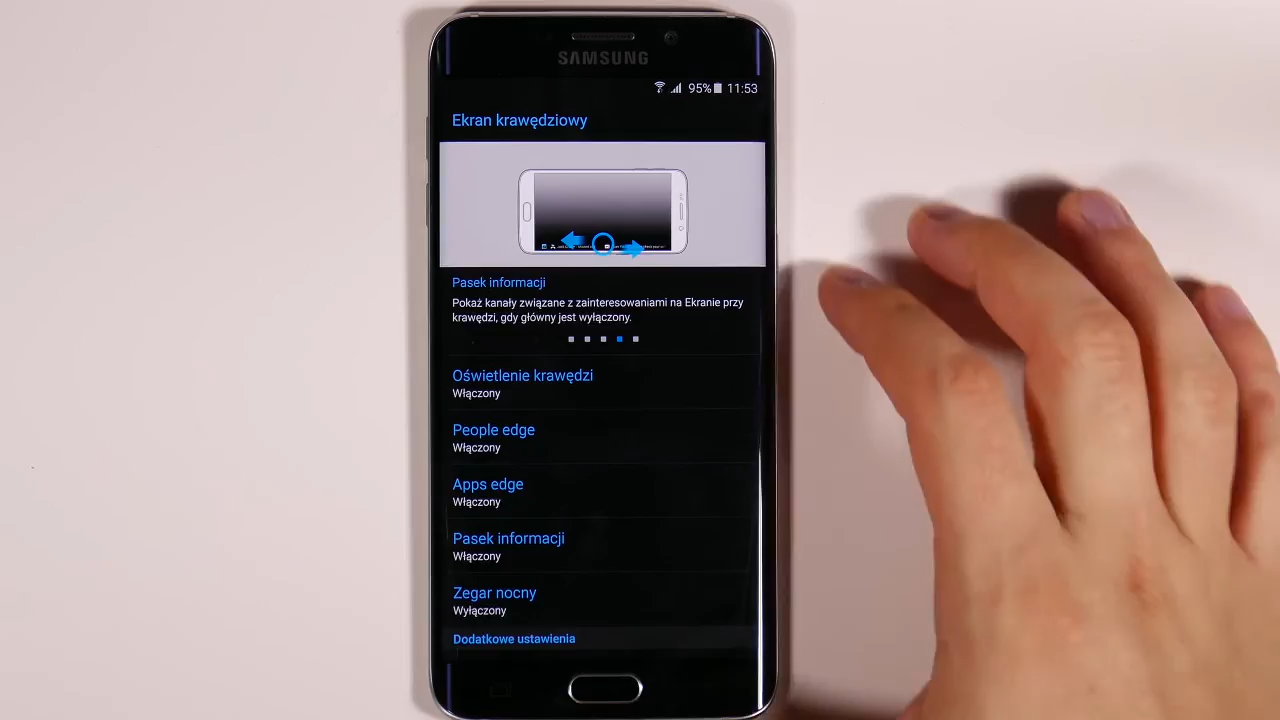 SAMSUNG
95% 11:53
Ekran krawędziowy
Pasek informacji
Pokaż kanały związane z zainteresowaniami na Ekranie przy
krawędzi, gdy główny jest wyłączony.
Oświetlenie krawędzi
Włączony
People edge
Włączony
Apps edge
Włączony
Pasek informacji
Włączony
Zegar nocny
Wyłączony
Dodatkowe ustawienia